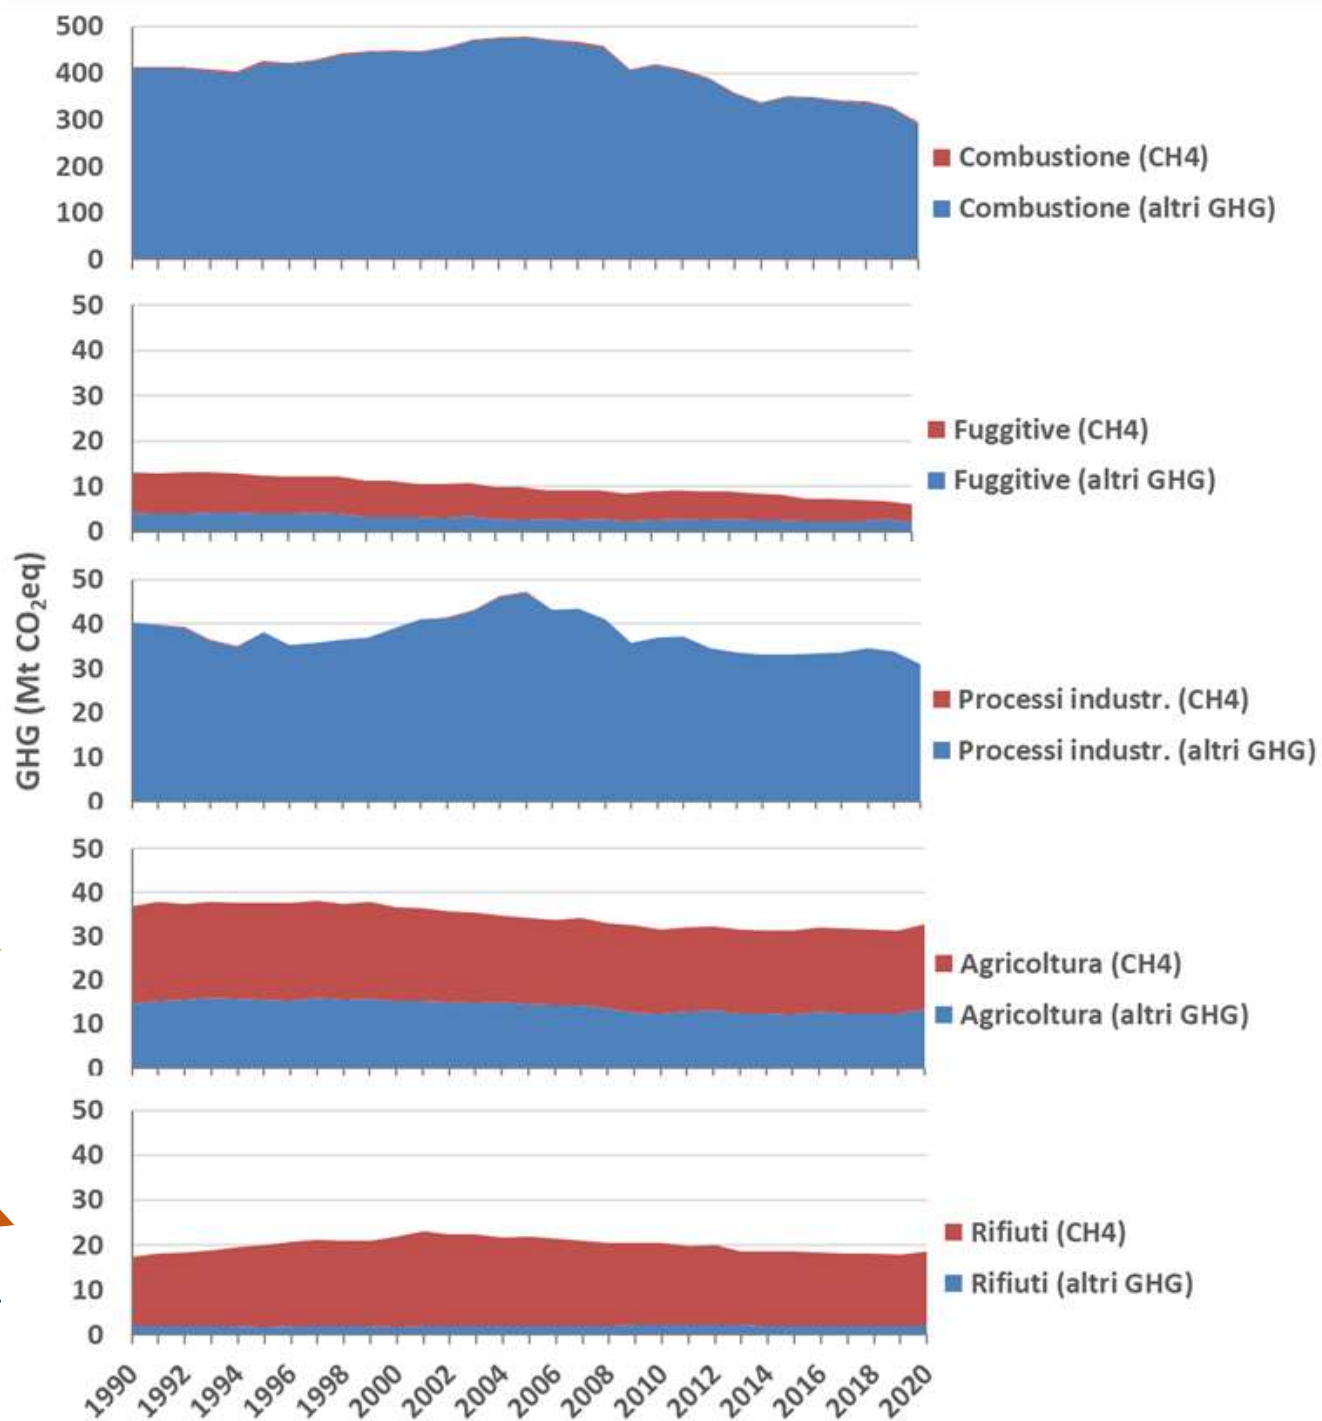 500
400
300
200
100
0
Combustione (CH4)
Combustione (altri GHG)
50
40
30
20
10
0
Fuggitive (CH4)
Fuggitive (altri GHG)
GHG (Mt CO₂eq)
50
40
30
20
10
0
Processi industr. (CH4)
Processi industr. (altri GHG)
50
40
30
20
10
0
Agricoltura (CH4)
Agricoltura (altri GHG)
50
40
30
20
10
0
Rifiuti (CH4)
Rifiuti (altri GHG)
1990 1992 1994 1996 1998 2000 2002 2004 2006 2008 2010 2012 2014 2016 2018 2020